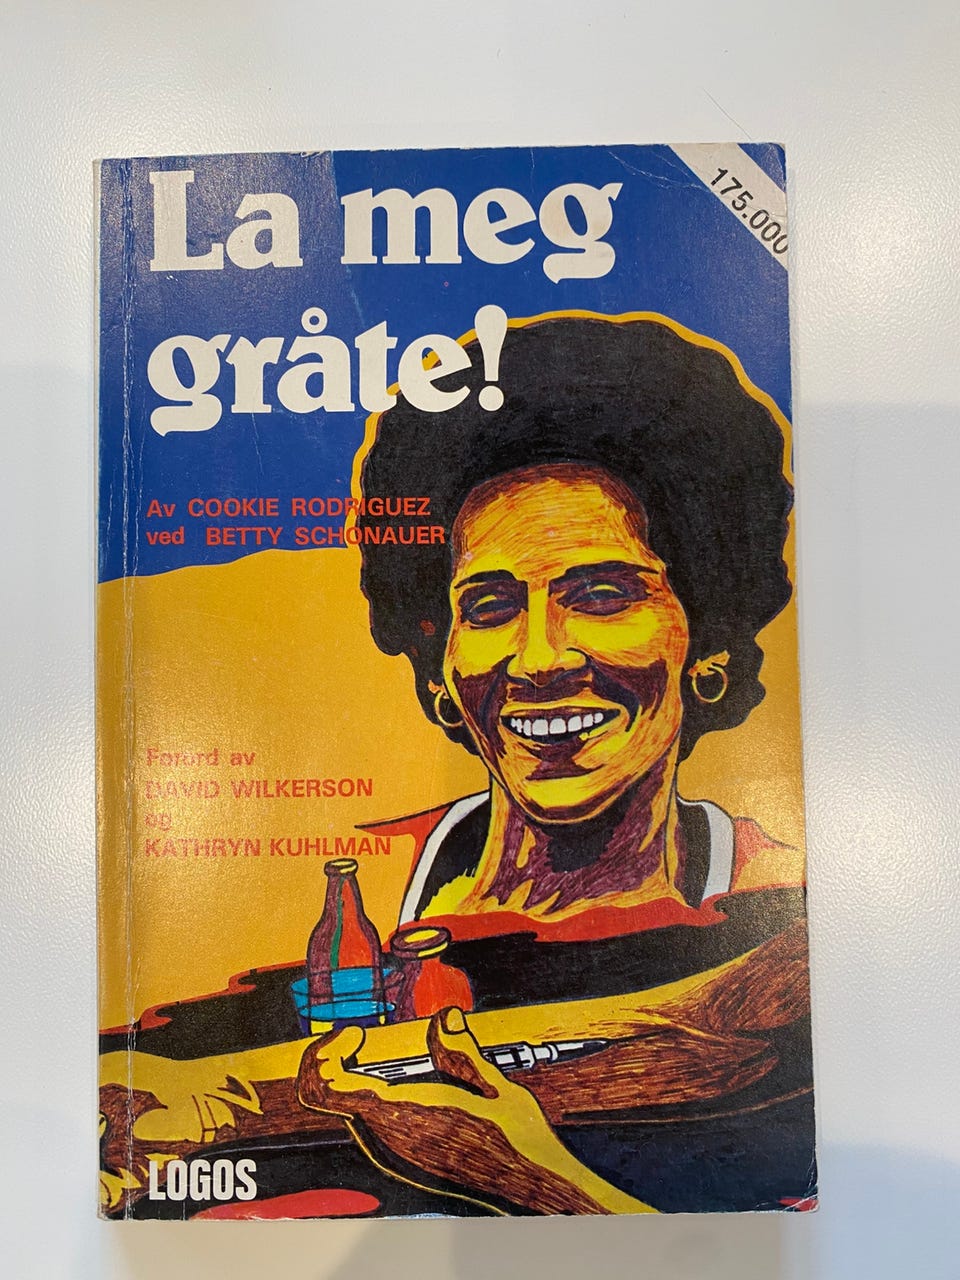 La meg
gråte!
175.000
Av COOKIE RODRIGUEZ
ved BETTY SCHONAUER
Forord av
DAVID WILKERSON
og
KATHRYN KUHLMAN
LOGOS